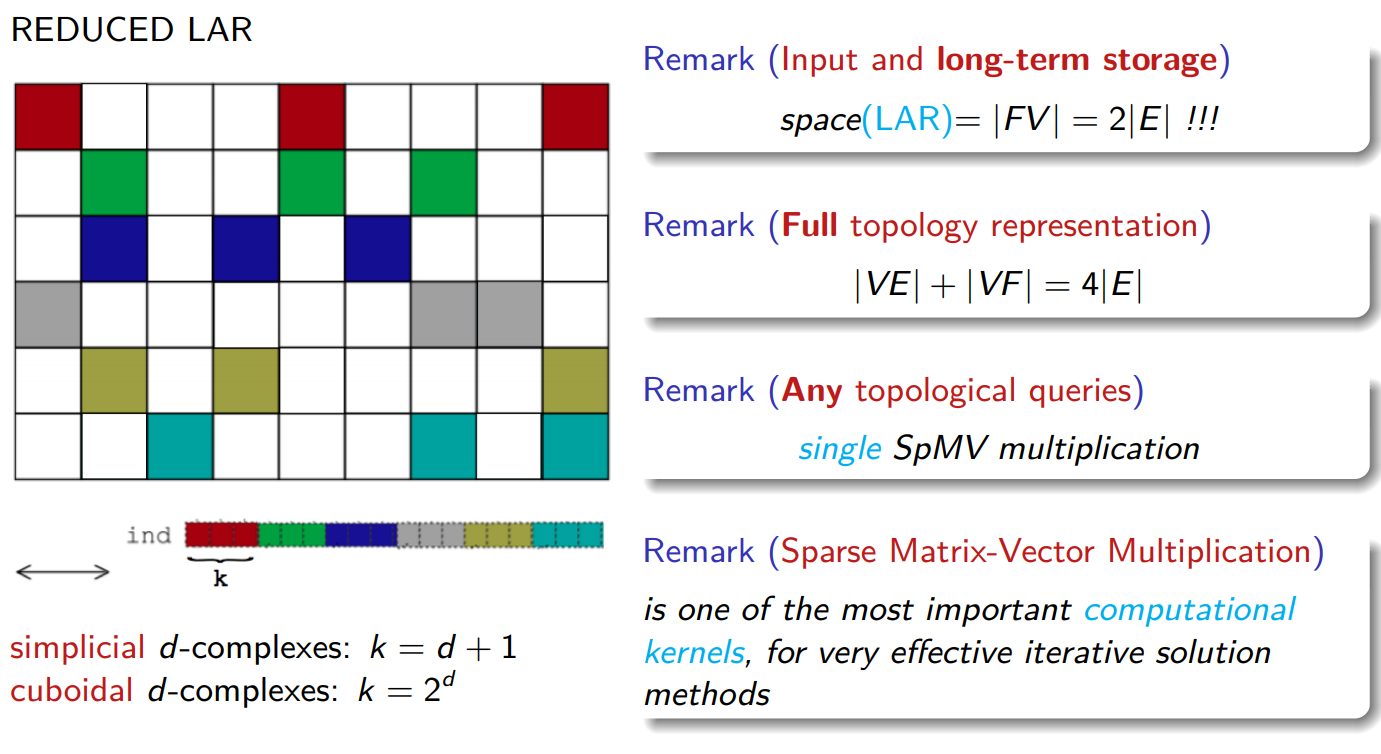 REDUCED LAR
ind
k
simplicial d-complexes: k = d + 1
cuboidal d-complexes: k = 2^d
Remark (Input and long-term storage)
space(LAR)= |FV| = 2|E| !!!
Remark (Full topology representation)
|VE| + |VF| = 4|E|
Remark (Any topological queries)
single SpMV multiplication
Remark (Sparse Matrix-Vector Multiplication)
is one of the most important computational
kernels, for very effective iterative solution
methods